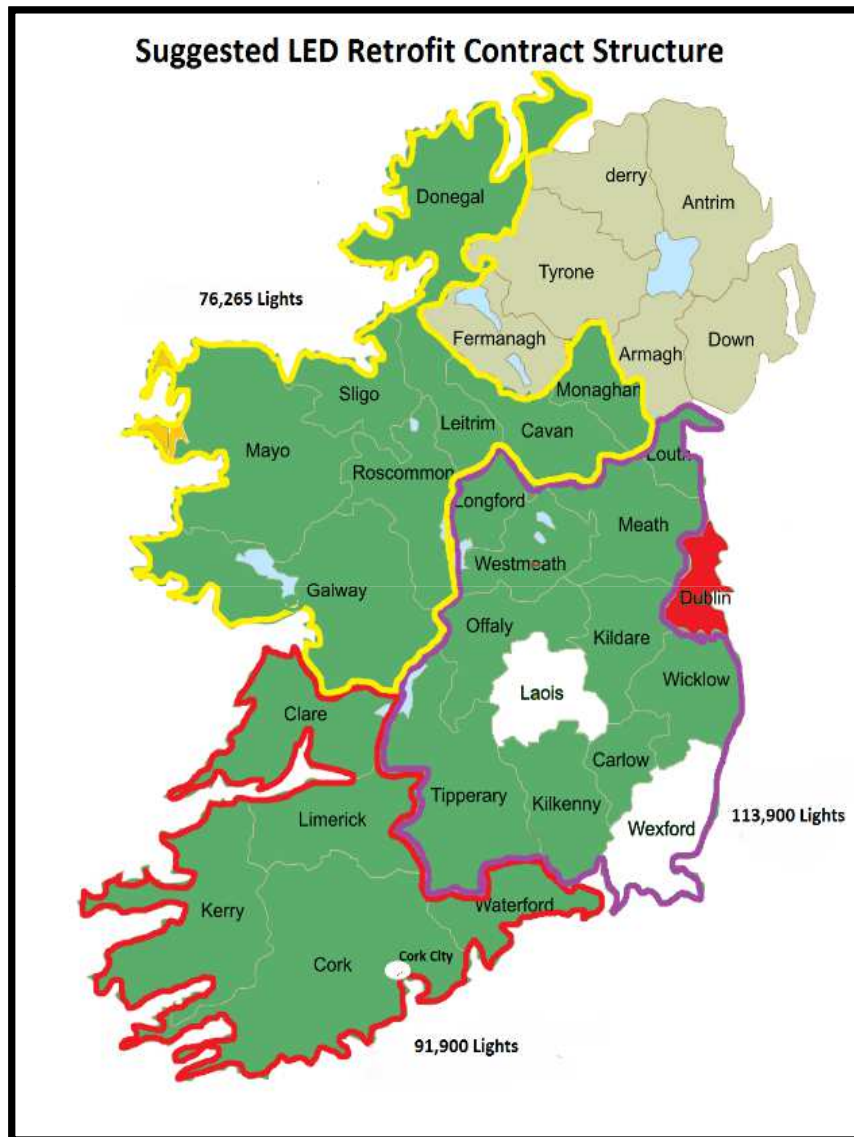 Suggested LED Retrofit Contract Structure
derry
Antrim
Donegal
Tyrone
76,265 Lights
Fermanagh
Armagh
Down
Monaghan
Sligo
Leitrim
Cavan
Mayo
Louth
Roscommon
Longford
Meath
Westmeath
Galway
Dublin
Offaly
Kildare
Laois
Wicklow
Clare
Carlow
Tipperary
Kilkenny
113,900 Lights
Limerick
Wexford
Kerry
Waterford
Cork
Cork City
91,900 Lights